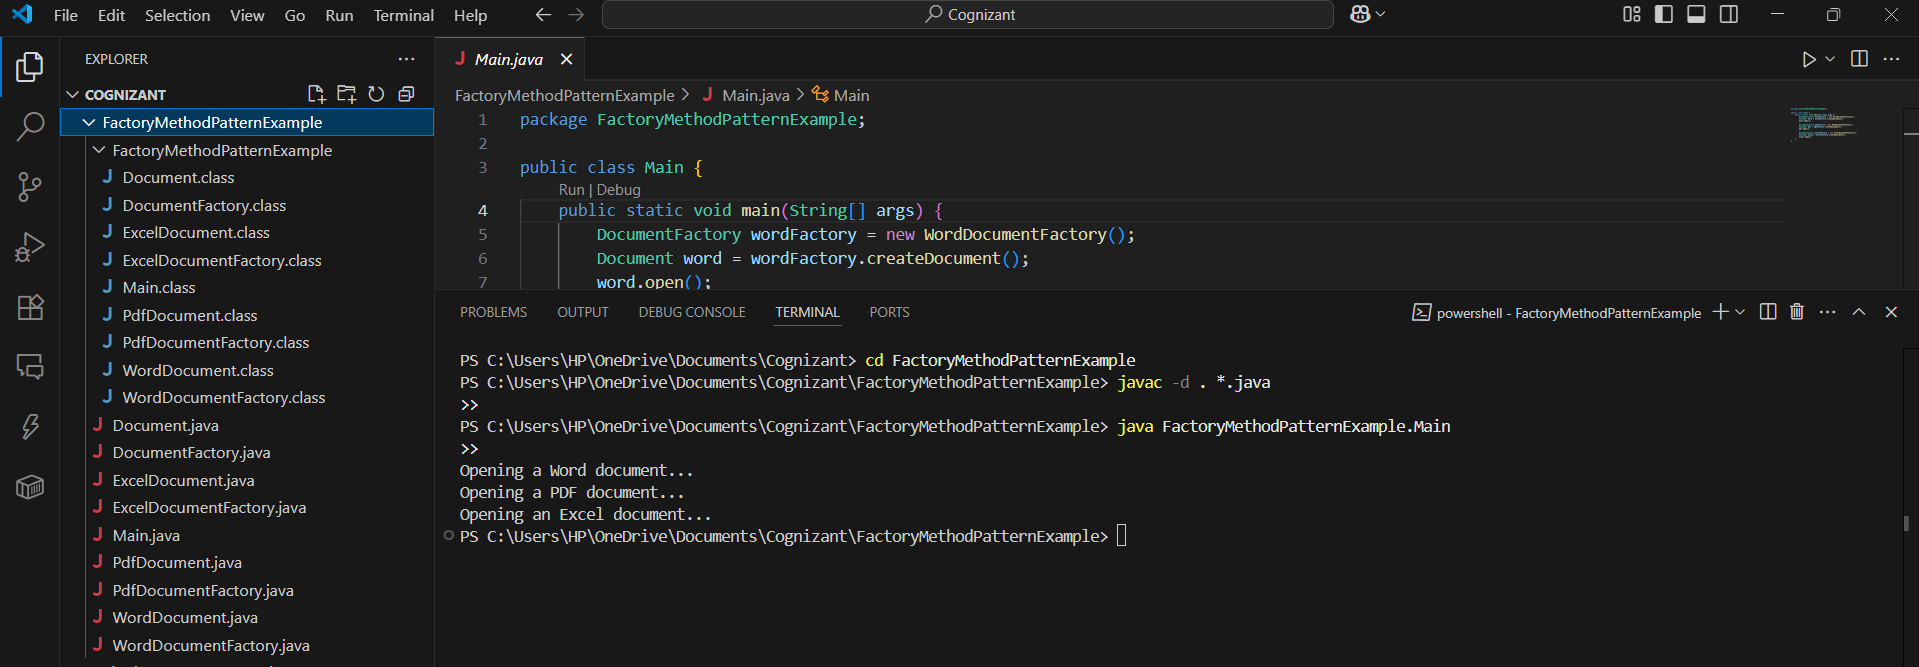 File Edit Selection View Go Run Terminal Help
Cognizant
EXPLORER
COGNIZANT
FactoryMethodPatternExample
FactoryMethodPatternExample
Document.class
DocumentFactory.class
ExcelDocument.class
ExcelDocumentFactory.class
Main.class
PdfDocument.class
PdfDocumentFactory.class
WordDocument.class
WordDocumentFactory.class
Document.java
DocumentFactory.java
ExcelDocument.java
ExcelDocumentFactory.java
Main.java
PdfDocument.java
PdfDocumentFactory.java
WordDocument.java
WordDocumentFactory.java
Main.java
FactoryMethodPatternExample > Main.java > Main
1 package FactoryMethodPatternExample;
2
3 public class Main {
Run | Debug
4 public static void main(String[] args) {
5 DocumentFactory wordFactory = new WordDocumentFactory();
6 Document word = wordFactory.createDocument();
7 word.open();
PROBLEMS OUTPUT DEBUG CONSOLE TERMINAL PORTS
powershell - FactoryMethodPatternExample
PS C:\Users\HP\OneDrive\Documents\Cognizant> cd FactoryMethodPatternExample
PS C:\Users\HP\OneDrive\Documents\Cognizant\FactoryMethodPatternExample> javac -d . *.java
>>
PS C:\Users\HP\OneDrive\Documents\Cognizant\FactoryMethodPatternExample> java FactoryMethodPatternExample.Main
>>
Opening a Word document...
Opening a PDF document...
Opening an Excel document...
PS C:\Users\HP\OneDrive\Documents\Cognizant\FactoryMethodPatternExample>